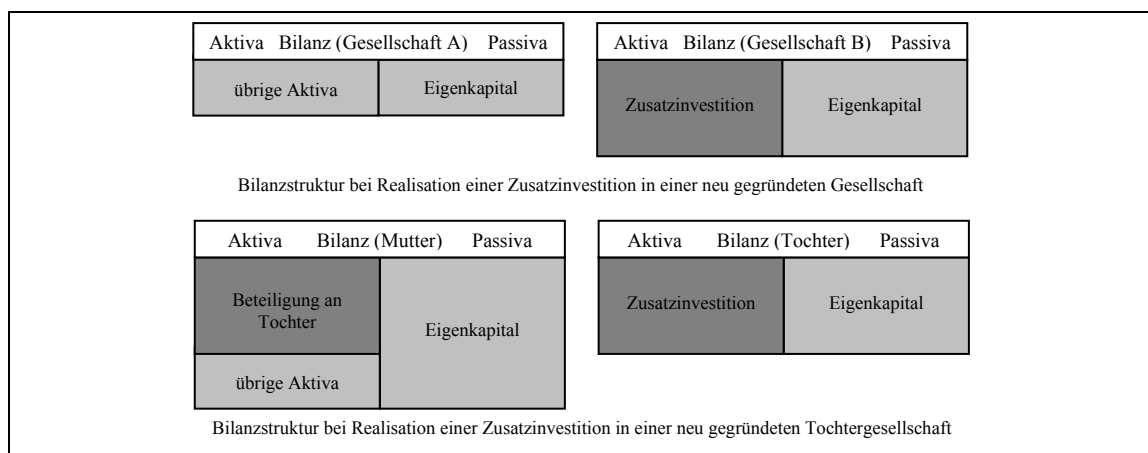 Aktiva Bilanz (Gesellschaft A) Passiva
übrige Aktiva
Eigenkapital
Aktiva Bilanz (Gesellschaft B) Passiva
Zusatzinvestition
Eigenkapital
Bilanzstruktur bei Realisation einer Zusatzinvestition in einer neu gegründeten Gesellschaft
Aktiva Bilanz (Mutter) Passiva
Beteiligung an
Tochter
Eigenkapital
übrige Aktiva
Aktiva Bilanz (Tochter) Passiva
Zusatzinvestition
Eigenkapital
Bilanzstruktur bei Realisation einer Zusatzinvestition in einer neu gegründeten Tochtergesellschaft